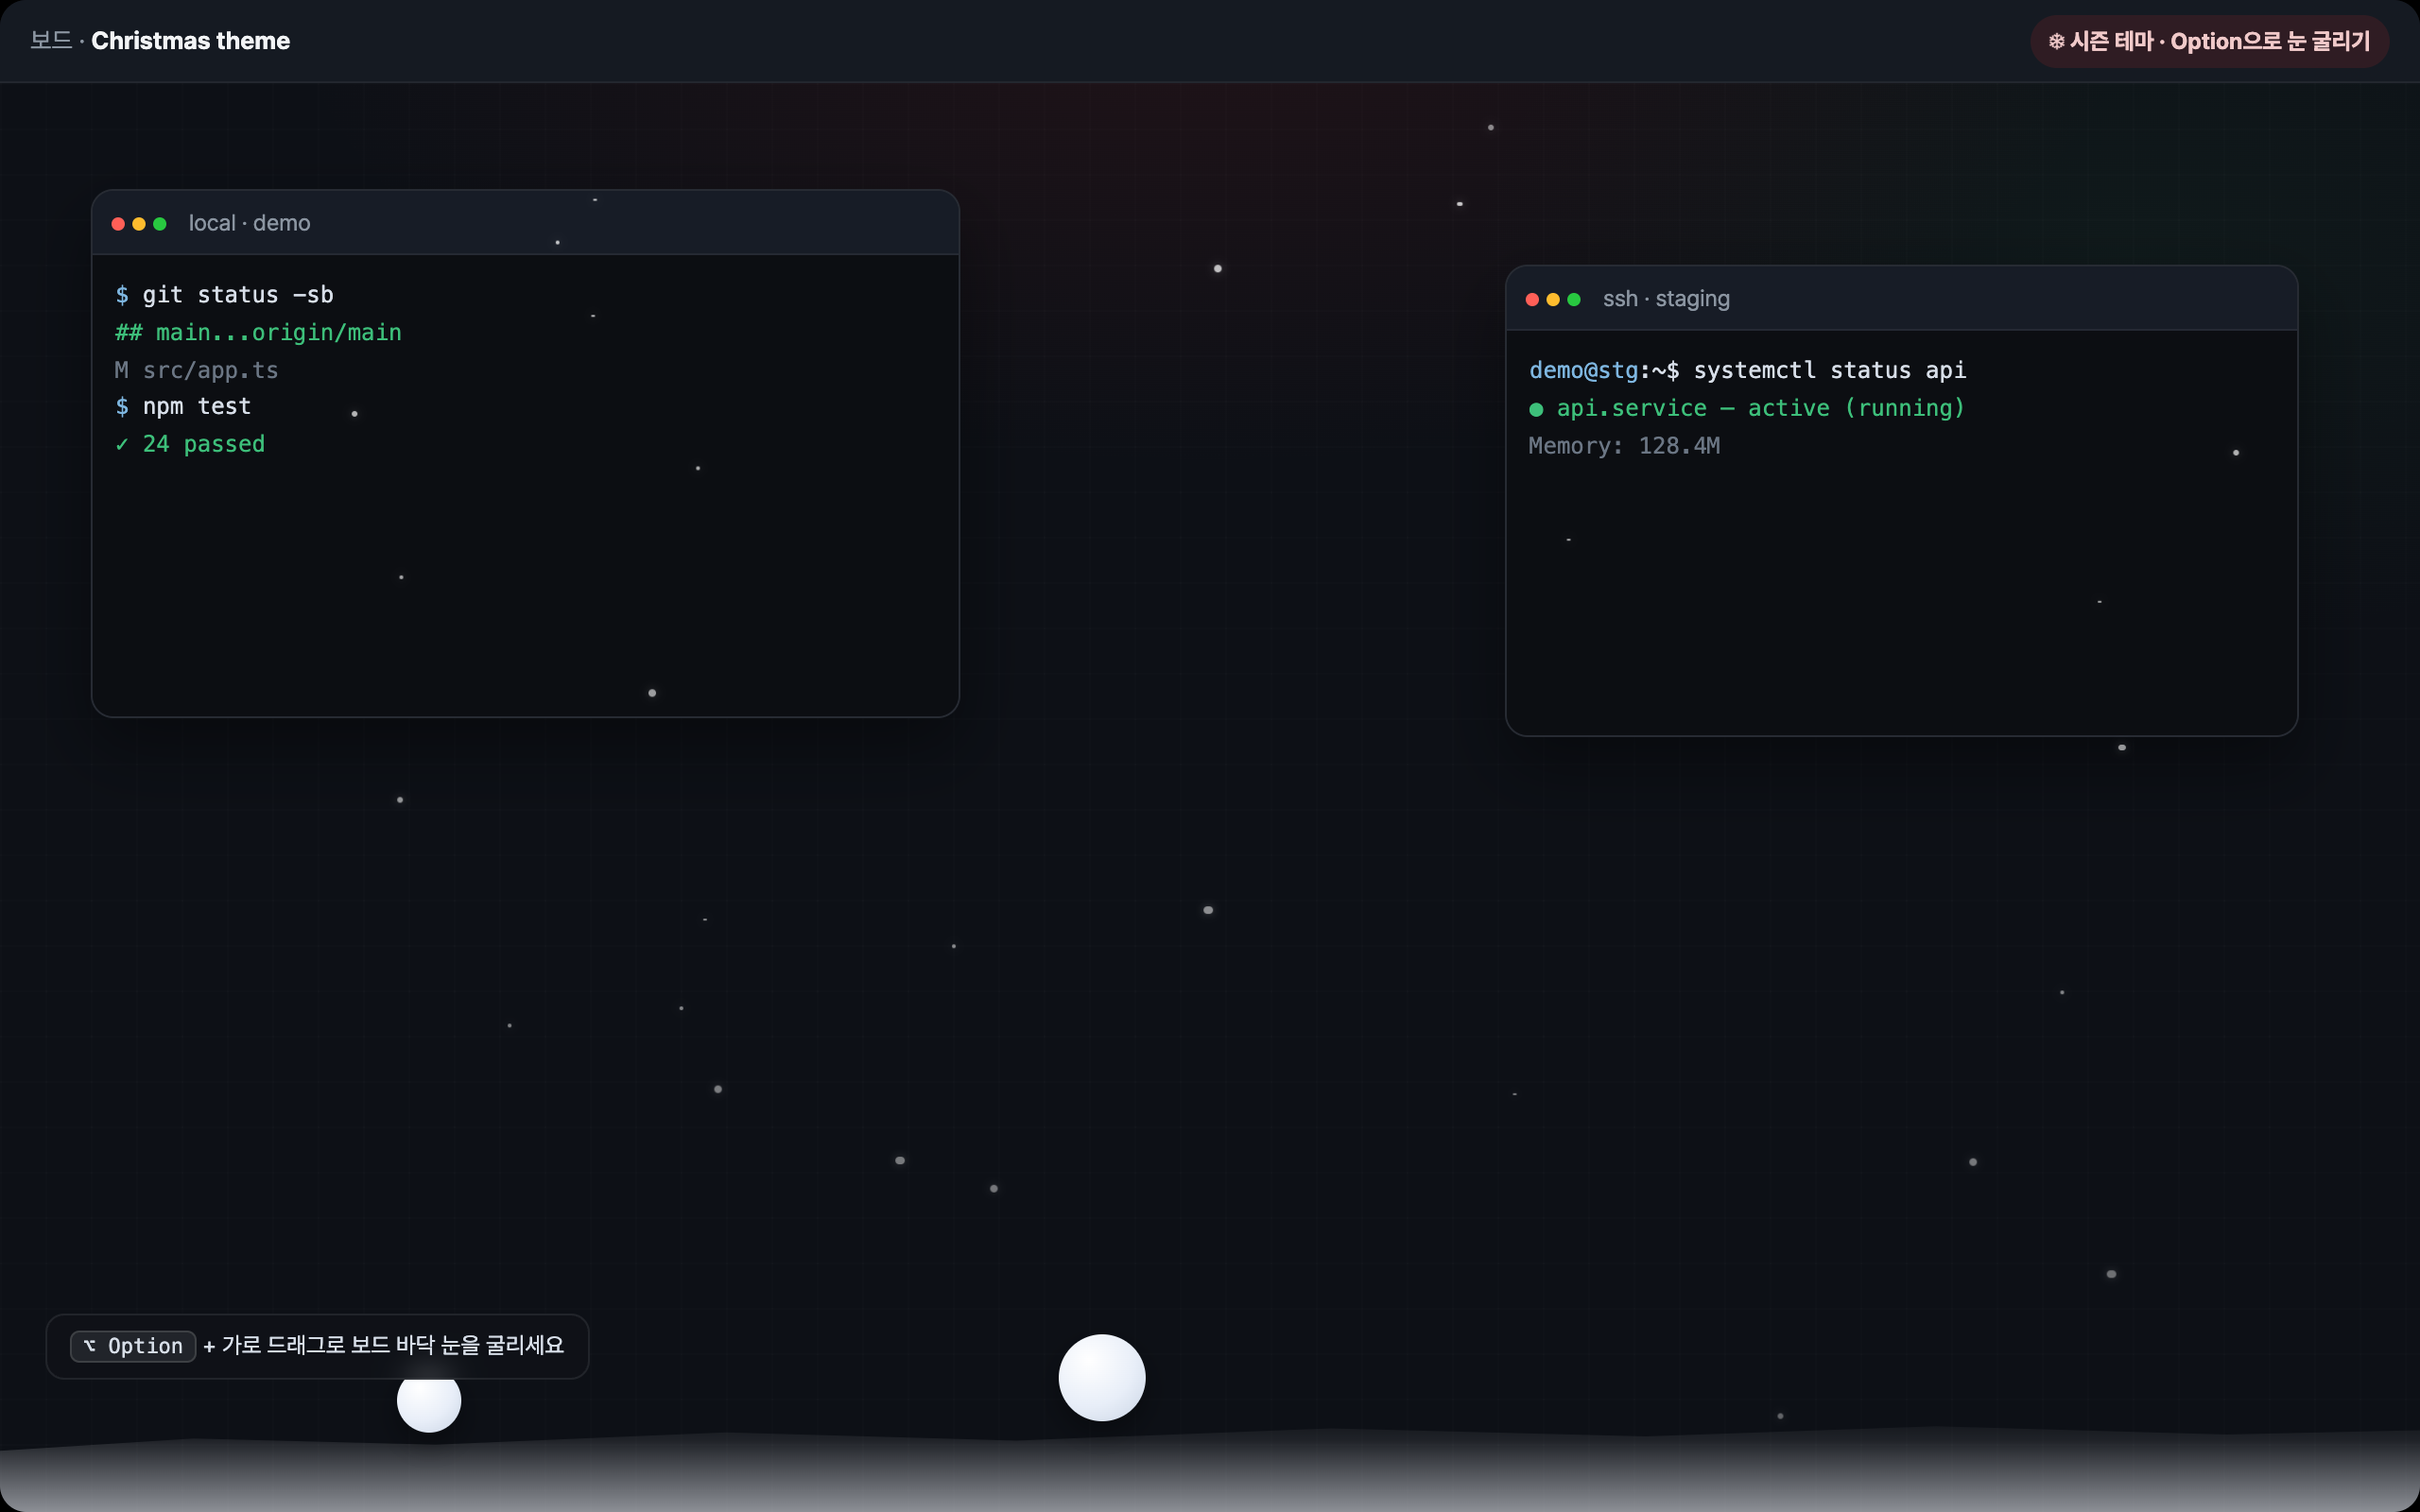 보드 · Christmas theme
❄ 시즌 테마 · Option으로 눈 굴리기
local · demo
$ git status -sb
## main...origin/main
M src/app.ts
$ npm test
✓ 24 passed
ssh · staging
demo@stg:~$ systemctl status api
● api.service — active (running)
Memory: 128.4M
⌥ Option + 가로 드래그로 보드 바닥 눈을 굴리세요